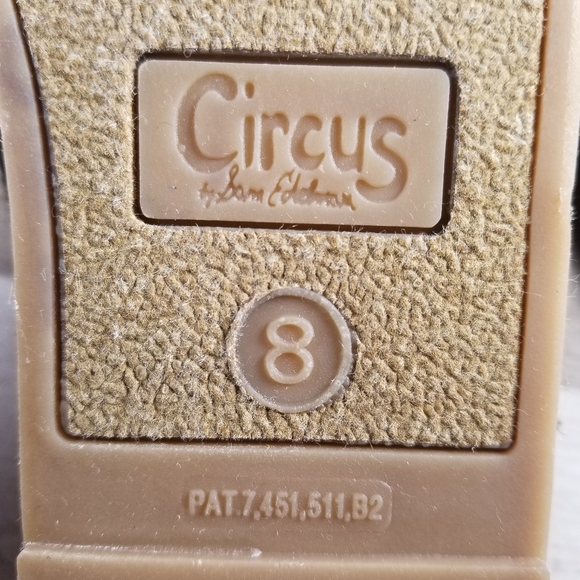 Circus
by Sam Edelman
8
PAT.7,451,511,B2